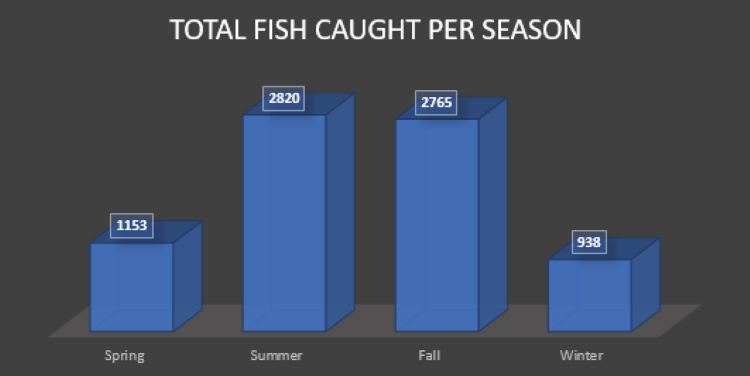 TOTAL FISH CAUGHT PER SEASON
1153
2820
2765
938
Spring
Summer
Fall
Winter